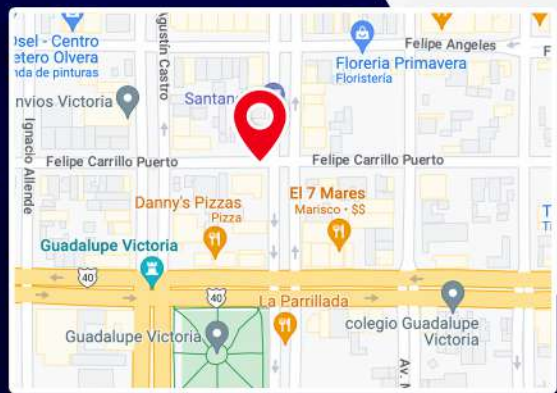 Osel - Centro
etero Olvera
nda de pinturas
nvios Victoria
Ignacio Allende
Agustín Castro
Santan
Floreria Primavera
Floristería
Felipe Angeles
F
Felipe Carrillo Puerto
Felipe Carrillo Puerto
Danny's Pizzas
Pizza
El 7 Mares
Marisco · $$
Guadalupe Victoria
40
40
La Parrillada
Guadalupe Victoria
colegio Guadalupe
Victoria
T
Av.